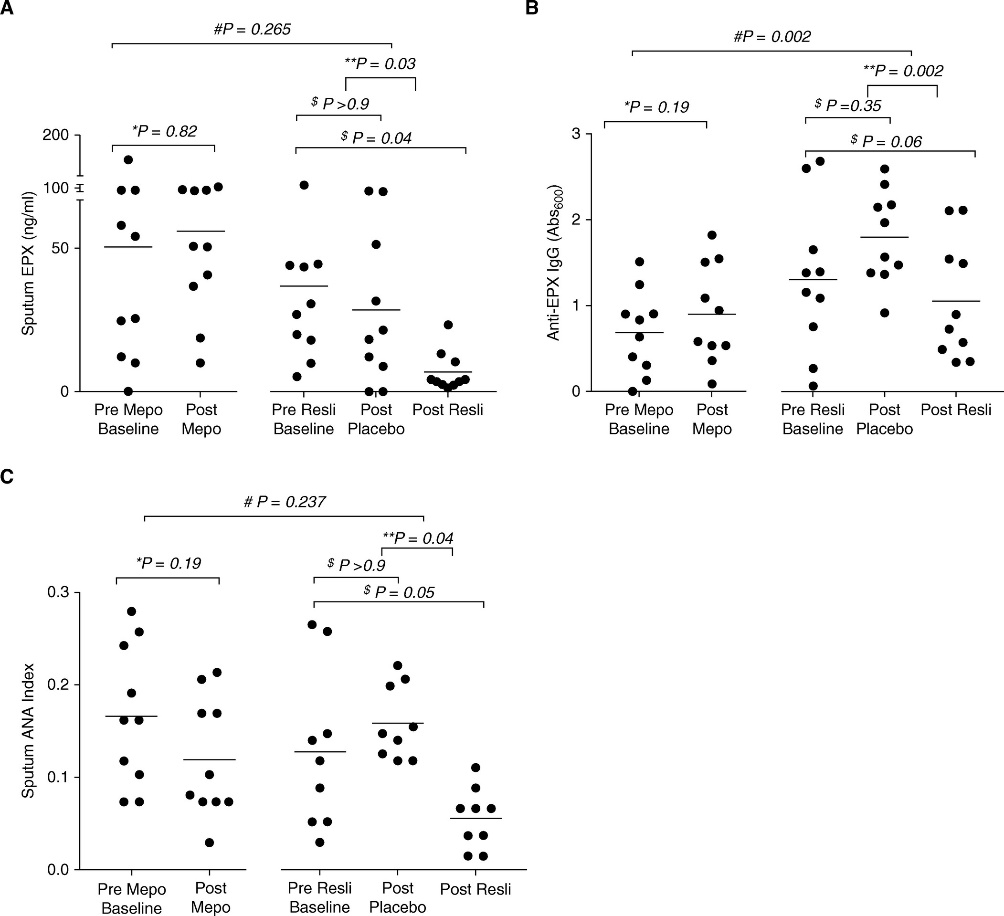 A
#P = 0.265
**P = 0.03
$ P >0.9
*P = 0.82
$ P = 0.04
200
100
50
0
Sputum EPX (ng/ml)
Pre Mepo
Baseline
Post
Mepo
Pre Resli
Baseline
Post
Placebo
Post Resli
B
#P = 0.002
**P = 0.002
*P = 0.19
$ P =0.35
$ P = 0.06
3
2
1
0
Anti-EPX IgG (Abs600)
Pre Mepo
Baseline
Post
Mepo
Pre Resli
Baseline
Post
Placebo
Post Resli
C
# P = 0.237
**P = 0.04
*P = 0.19
$ P >0.9
$ P = 0.05
0.3
0.2
0.1
0.0
Sputum ANA Index
Pre Mepo
Baseline
Post
Mepo
Pre Resli
Baseline
Post
Placebo
Post Resli